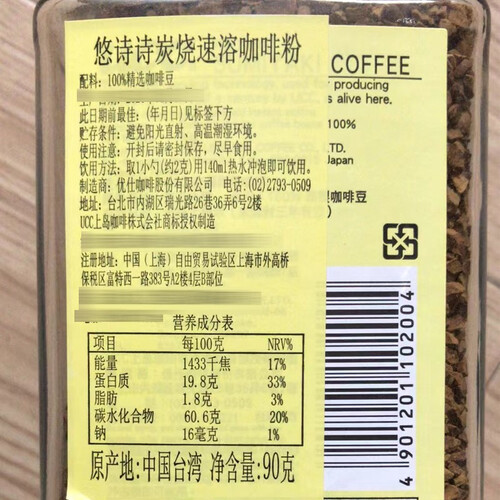 悠诗诗炭烧速溶咖啡粉
配料：100%精选咖啡豆
此日期前最佳：(年月日)见标签下方
贮存条件：避免阳光直射、高温潮湿环境。
使用注意：开封后请密封保存，尽早食用。
饮用方法：取1小勺(约2克)用140ml热水冲泡即可饮用。
制造商：优仕咖啡股份有限公司 电话：(02)2793-0509
地址：台北市内湖区瑞光路26巷36弄6号2楼
UCC上岛咖啡株式会社商标授权制造
注册地址：中国（上海）自由贸易试验区上海市外高桥
保税区富特西一路383号A2楼4层B部位
营养成分表
项目 每100克 NRV%
能量 1433千焦 17%
蛋白质 19.8克 33%
脂肪 1.8克 3%
碳水化合物 60.6克 20%
钠 16毫克 1%
原产地:中国台湾 净含量:90克
COFFEE
producing
s alive here.
100%
LTD.
Japan
咖啡豆
4 901201 102004